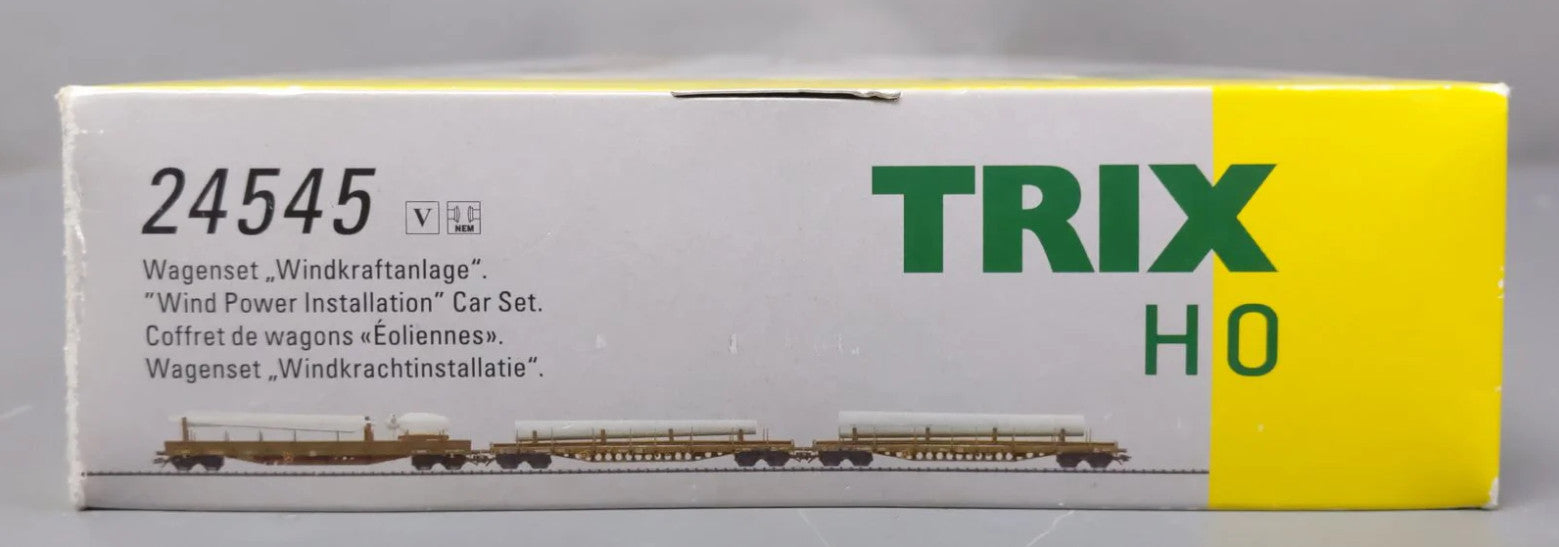 24545 V NEM
Wagenset „Windkraftanlage“.
”Wind Power Installation” Car Set.
Coffret de wagons «Éoliennes».
Wagenset „Windkrachtinstallatie“.
TRIX
H0